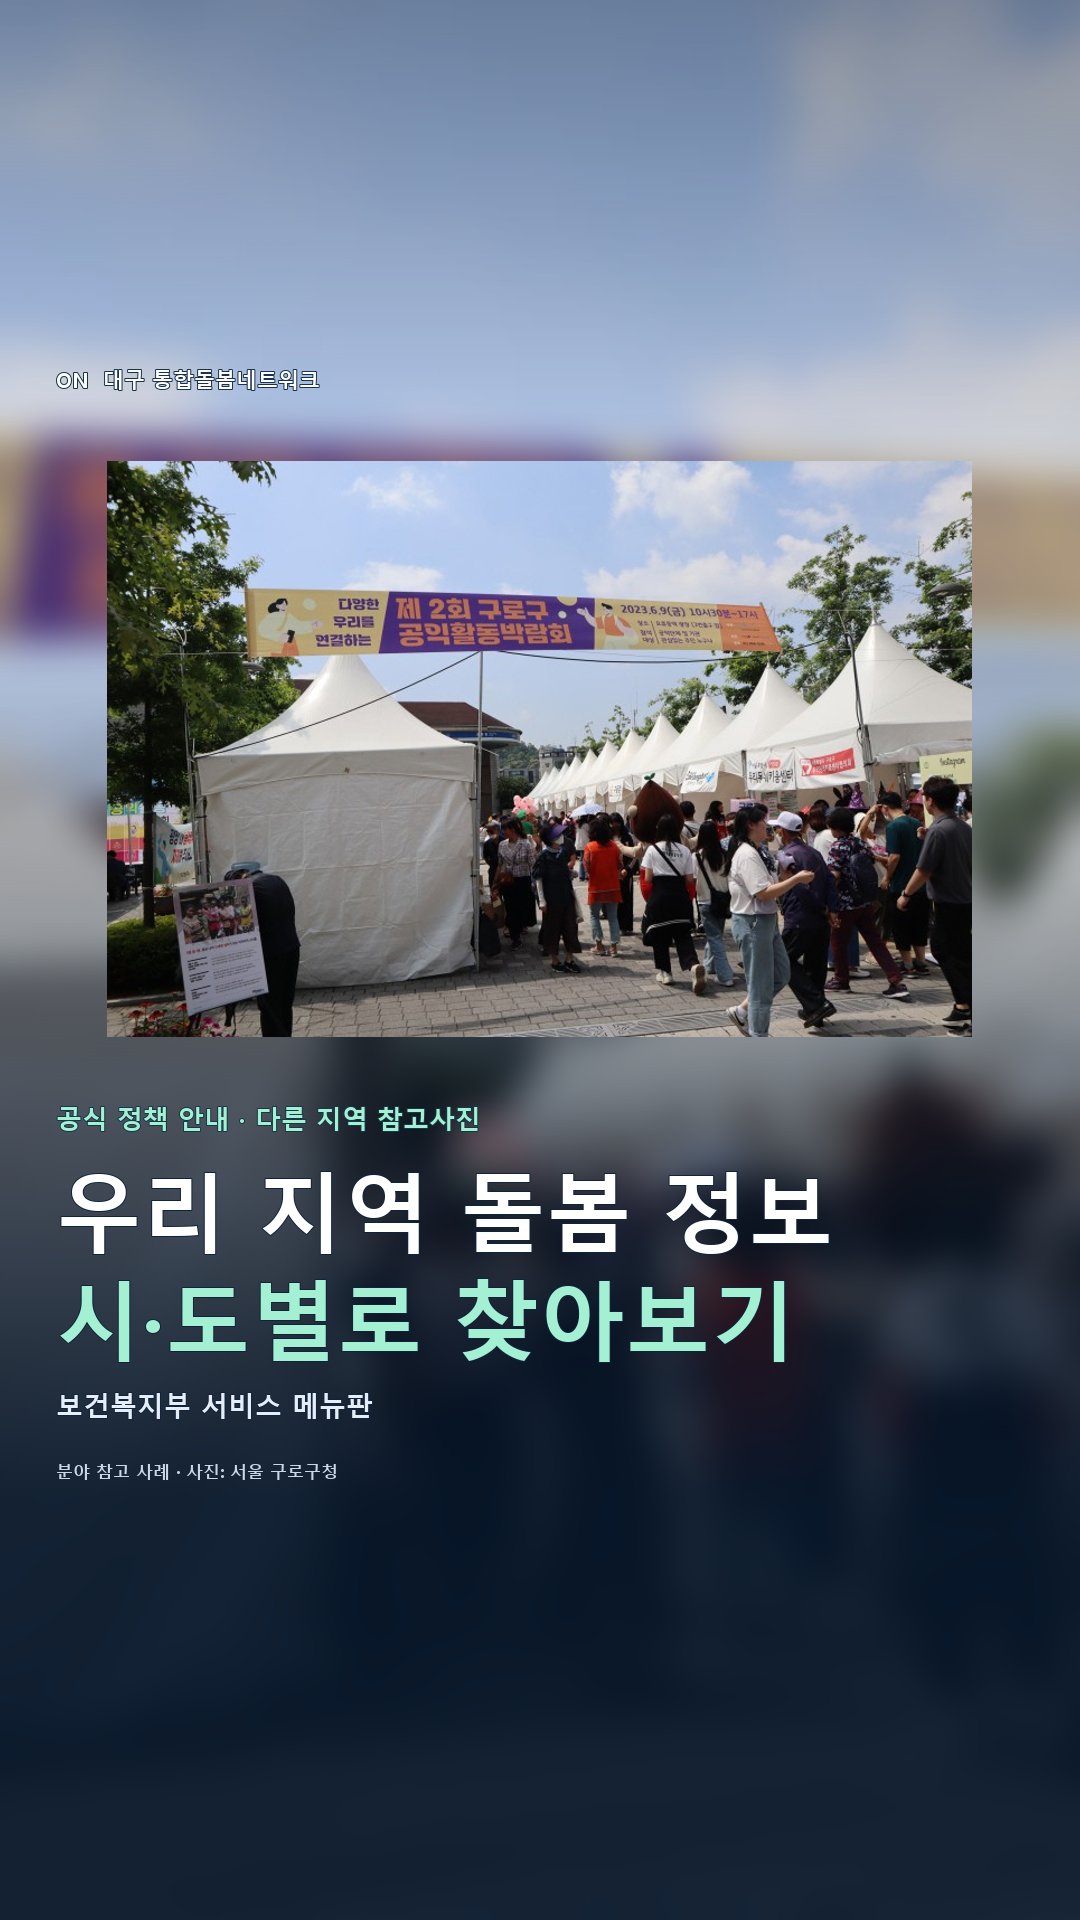 ON 대구 통합돌봄네트워크
다양한
우리를
연결하는
제 2회 구로구
공익활동박람회
2023.6.9(금) 10시30분~17시
Instagram
공식 정책 안내 · 다른 지역 참고사진
우리 지역 돌봄 정보
시·도별로 찾아보기
보건복지부 서비스 메뉴판
분야 참고 사례 · 사진: 서울 구로구청